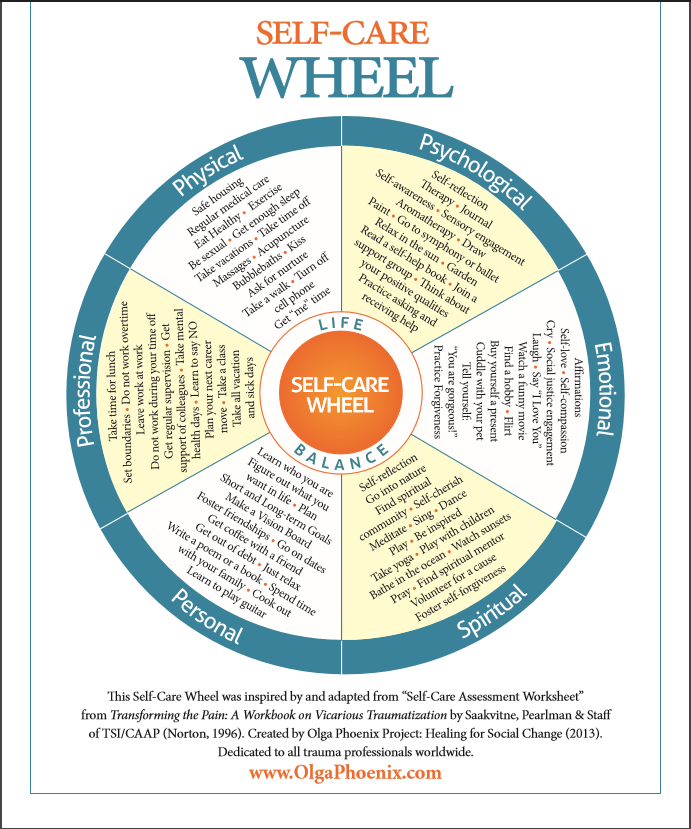 SELF-CARE
WHEEL
Physical
Safe housing
Regular medical care
Eat Healthy • Exercise
Be sexual • Get enough sleep
Take vacations • Take time off
Massages • Acupuncture
Bubblebaths • Kiss
Ask for nurture
Take a walk • Turn off
cell phone
Get "me" time
Psychological
Self-reflection
Therapy • Journal
Self-awareness • Sensory engagement
Aromatherapy • Draw
Paint • Go to symphony or ballet
Relax in the sun • Garden
Read a self-help book • Join a
support group • Think about
your positive qualities
Practice asking and
receiving help
Emotional
Affirmations
Self-love • Self-compassion
Cry • Social justice engagement
Laugh • Say "I Love You"
Watch a funny movie
Find a hobby • Flirt
Buy yourself a present
Cuddle with your pet
Tell yourself:
"You are gorgeous!"
Practice Forgiveness
Spiritual
Self-reflection
Go into nature
Find spiritual
community • Self-cherish
Meditate • Sing • Dance
Play • Be inspired
Take yoga • Play with children
Bathe in the ocean • Watch sunsets
Pray • Find spiritual mentor
Volunteer for a cause
Foster self-forgiveness
Personal
Learn who you are
Figure out what you
want in life • Plan
Short and Long-term Goals
Make a Vision Board
Foster friendships • Go on dates
Get coffee with a friend
Get out of debt • Just relax
Write a poem or a book • Spend time
with your family • Cook out
Learn to play guitar
Professional
Take time for lunch
Set boundaries • Do not work overtime
Leave work at work
Do not work during your time off
Get regular supervision • Get
support of colleagues • Take mental
health days • Learn to say NO
Plan your next career
move • Take a class
Take all vacation
and sick days
LIFE
SELF-CARE
WHEEL
BALANCE
This Self-Care Wheel was inspired by and adapted from "Self-Care Assessment Worksheet"
from Transforming the Pain: A Workbook on Vicarious Traumatization by Saakvitne, Pearlman & Staff
of TSI/CAAP (Norton, 1996). Created by Olga Phoenix Project: Healing for Social Change (2013).
Dedicated to all trauma professionals worldwide.
www.OlgaPhoenix.com